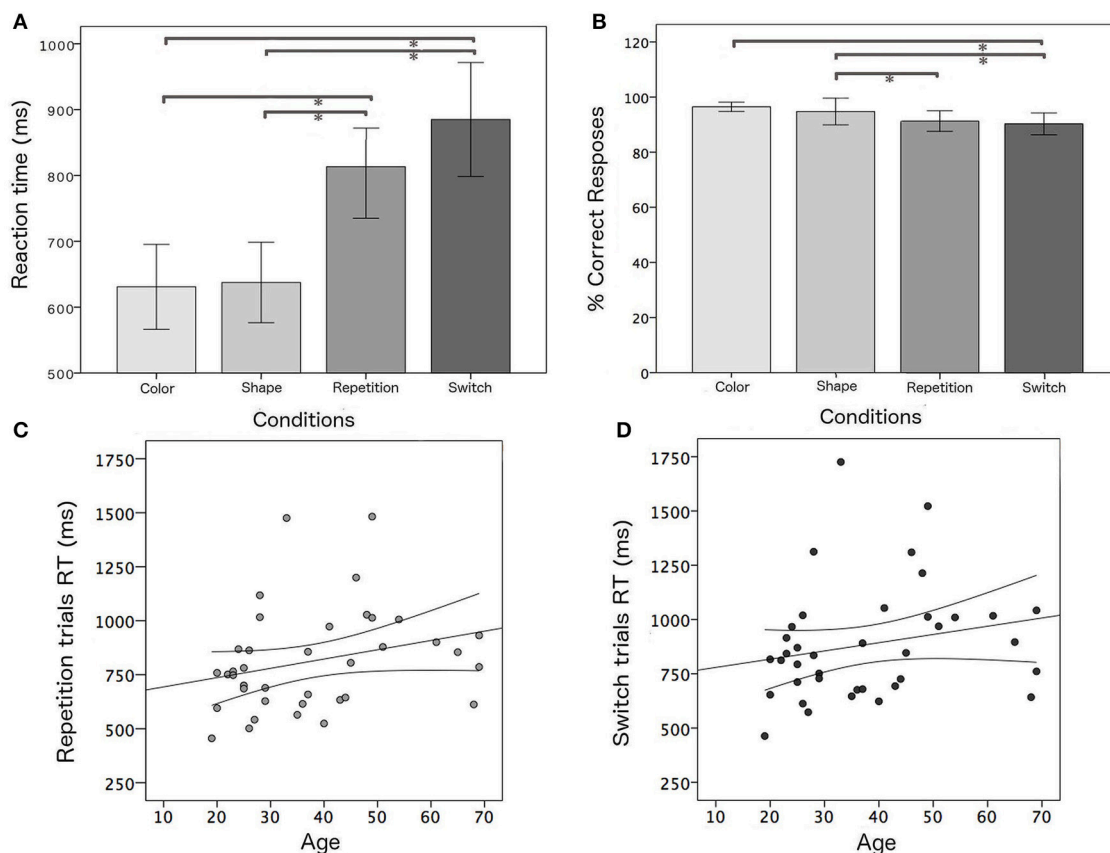 A
Reaction time (ms)
1000
900
800
700
600
500
*
*
*
*
Color Shape Repetition Switch
Conditions
B
% Correct Resposes
120
100
80
60
40
20
0
*
*
*
Color Shape Repetition Switch
Conditions
C
Repetition trials RT (ms)
1750
1500
1250
1000
750
500
250
10 20 30 40 50 60 70
Age
D
Switch trials RT (ms)
1750
1500
1250
1000
750
500
250
10 20 30 40 50 60 70
Age